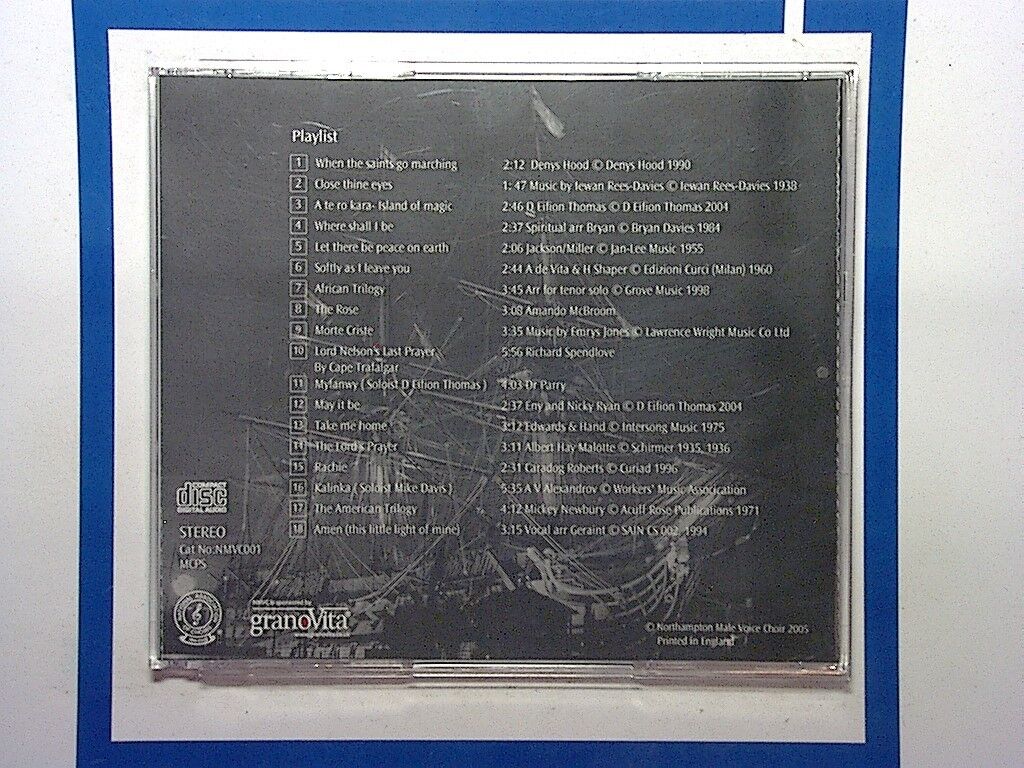 Playlist
1 When the saints go marching 2:12 Denys Hood © Denys Hood 1990
2 Close thine eyes 1: 47 Music by Iewan Rees-Davies © Iewan Rees-Davies 1938
3 A te ro kara- Island of magic 2:46 D Eifion Thomas © D Eifion Thomas 2004
4 Where shall I be 2:37 Spiritual arr Bryan © Bryan Davies 1984
5 Let there be peace on earth 2:06 Jackson/Miller © Jan-Lee Music 1955
6 Softly as I leave you 2:44 A de Vita & H Shaper © Edizioni Curci (Milan) 1960
7 African Trilogy 3:45 Arr for tenor solo © Grove Music 1998
8 The Rose 3:08 Amando McBroom
9 Morte Criste 3:35 Music by Emrys Jones © Lawrence Wright Music Co Ltd
10 Lord Nelson's Last Prayer 5:56 Richard Spendlove
By Cape Trafalgar
11 Myfanwy ( Soloist D Eifion Thomas ) 4:03 Dr Parry
12 May it be 2:37 Eny and Nicky Ryan © D Eifion Thomas 2004
13 Take me home 3:12 Edwards & Hand © Intersong Music 1975
14 The Lord's Prayer 3:11 Albert Hay Malotte © Schirmer 1935, 1936
15 Rachie 2:31 Caradog Roberts © Curiad 1996
16 Kalinka ( Soloist Mike Davis ) 5:35 A V Alexandrov © Workers' Music Association
17 The American Trilogy 4:12 Mickey Newbury © Acuff Rose Publications 1971
18 Amen (this little light of mine) 3:15 Vocal arr Geraint © SAIN CS 002, 1994
COMPACT
disc
DIGITAL AUDIO
STEREO
Cat No:NMVC001
MCPS
NMVC is sponsored by
granoVita
© Northampton Male Voice Choir 2005
Printed in England